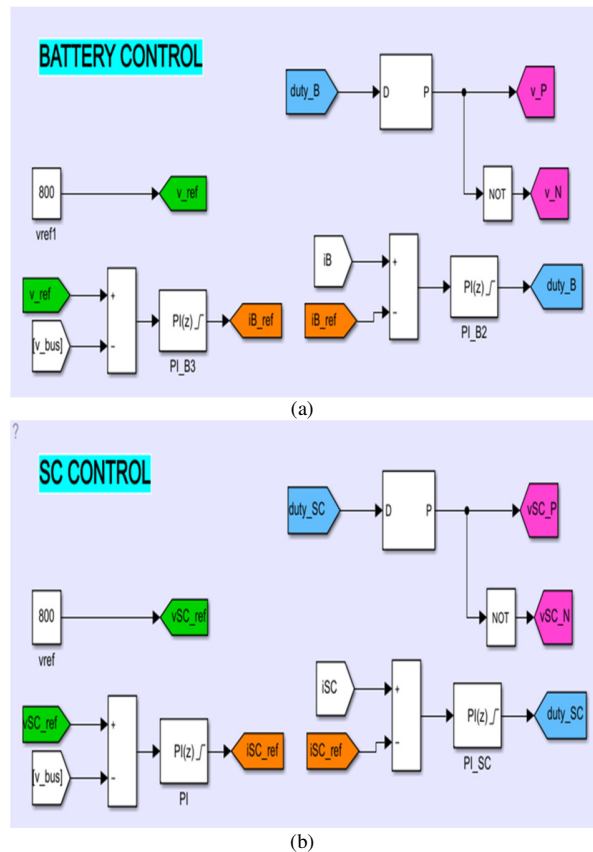 BATTERY CONTROL
duty_B
D
P
v_P
NOT
v_N
800
vref1
v_ref
v_ref
+
[v_bus]
−
PI(z)
PI_B3
iB_ref
iB
+
iB_ref
−
PI(z)
PI_B2
duty_B
(a)
?
SC CONTROL
duty_SC
D
P
vSC_P
NOT
vSC_N
800
vref
vSC_ref
vSC_ref
+
[v_bus]
−
PI(z)
PI
iSC_ref
iSC
+
iSC_ref
−
PI(z)
PI_SC
duty_SC
(b)